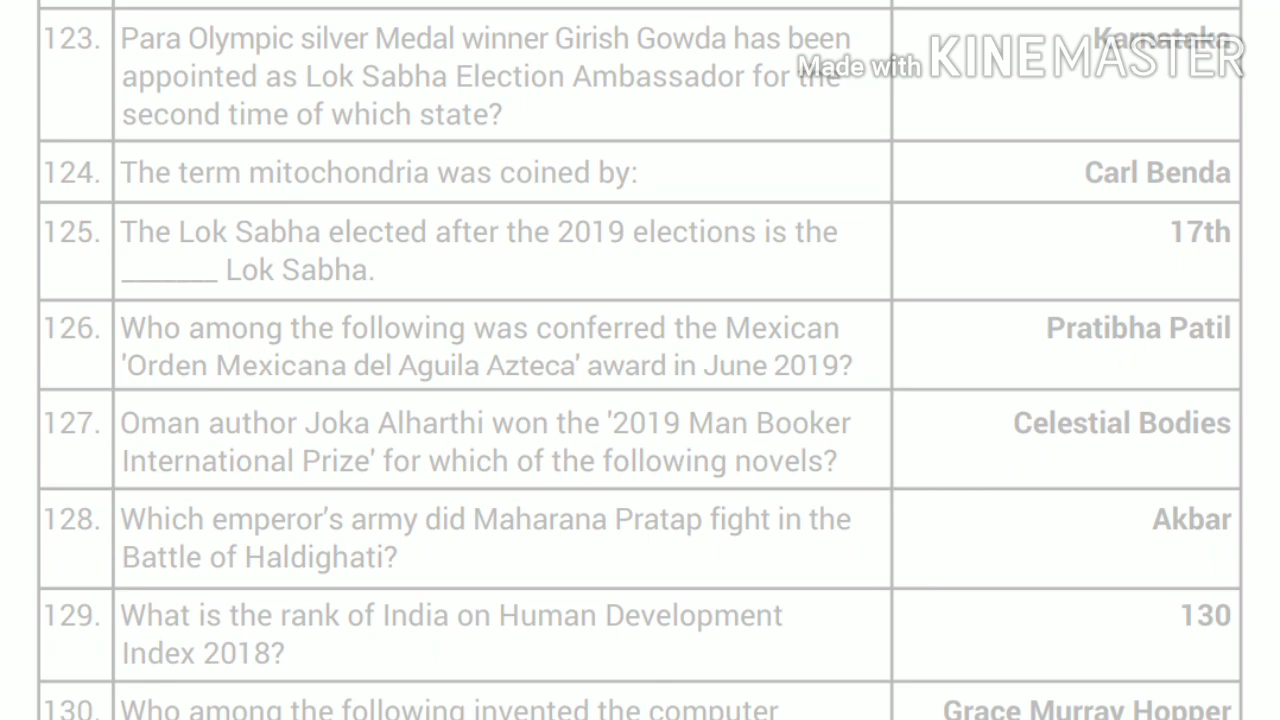 123. Para Olympic silver Medal winner Girish Gowda has been Karnataka
appointed as Lok Sabha Election Ambassador for the
second time of which state?
Made with KINEMASTER
124. The term mitochondria was coined by: Carl Benda
125. The Lok Sabha elected after the 2019 elections is the 17th
______ Lok Sabha.
126. Who among the following was conferred the Mexican Pratibha Patil
'Orden Mexicana del Aguila Azteca' award in June 2019?
127. Oman author Joka Alharthi won the '2019 Man Booker Celestial Bodies
International Prize' for which of the following novels?
128. Which emperor’s army did Maharana Pratap fight in the Akbar
Battle of Haldighati?
129. What is the rank of India on Human Development 130
Index 2018?
130. Who among the following invented the computer Grace Murray Hopper